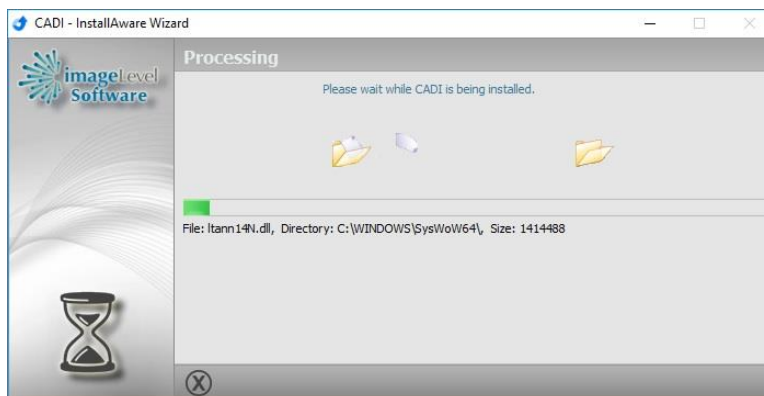 CADI - InstallAware Wizard
imageLevel
Software
Processing
Please wait while CADI is being installed.
File: ltann14N.dll, Directory: C:\WINDOWS\SysWoW64\, Size: 1414488
X